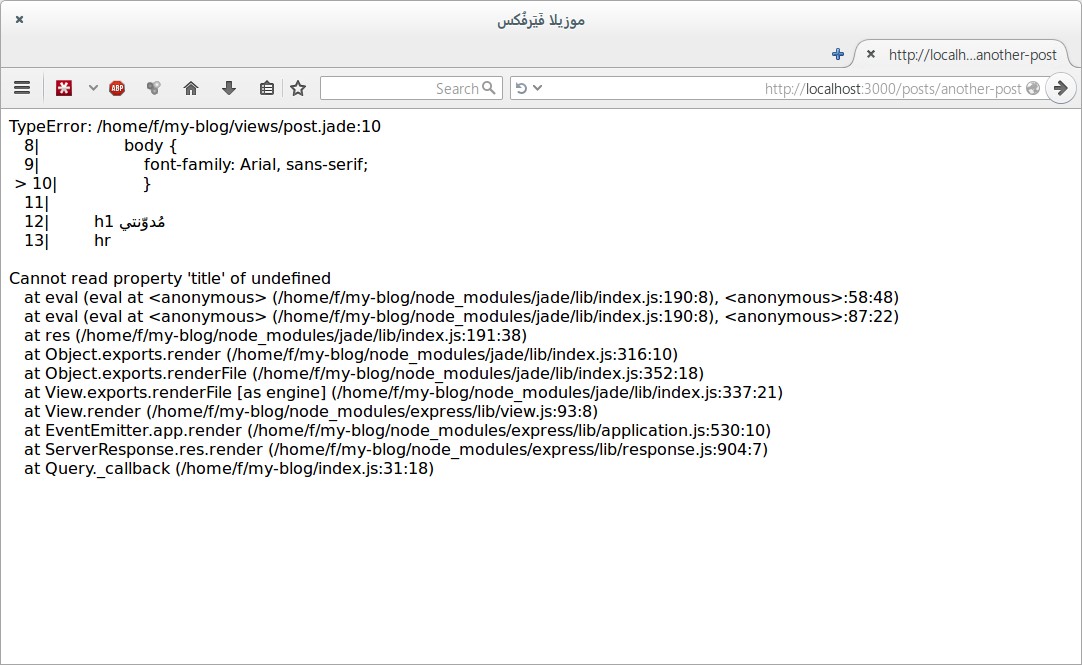 موزيلا فَيَرفُكس
http://localh...another-post
ABP
Search
http://localhost:3000/posts/another-post
TypeError: /home/f/my-blog/views/post.jade:10
8| body {
9| font-family: Arial, sans-serif;
> 10| }
11|
12| h1 مُدوّنتي
13| hr
Cannot read property 'title' of undefined
at eval (eval at <anonymous> (/home/f/my-blog/node_modules/jade/lib/index.js:190:8), <anonymous>:58:48)
at eval (eval at <anonymous> (/home/f/my-blog/node_modules/jade/lib/index.js:190:8), <anonymous>:87:22)
at res (/home/f/my-blog/node_modules/jade/lib/index.js:191:38)
at Object.exports.render (/home/f/my-blog/node_modules/jade/lib/index.js:316:10)
at Object.exports.renderFile (/home/f/my-blog/node_modules/jade/lib/index.js:352:18)
at View.exports.renderFile [as engine] (/home/f/my-blog/node_modules/jade/lib/index.js:337:21)
at View.render (/home/f/my-blog/node_modules/express/lib/view.js:93:8)
at EventEmitter.app.render (/home/f/my-blog/node_modules/express/lib/application.js:530:10)
at ServerResponse.res.render (/home/f/my-blog/node_modules/express/lib/response.js:904:7)
at Query._callback (/home/f/my-blog/index.js:31:18)